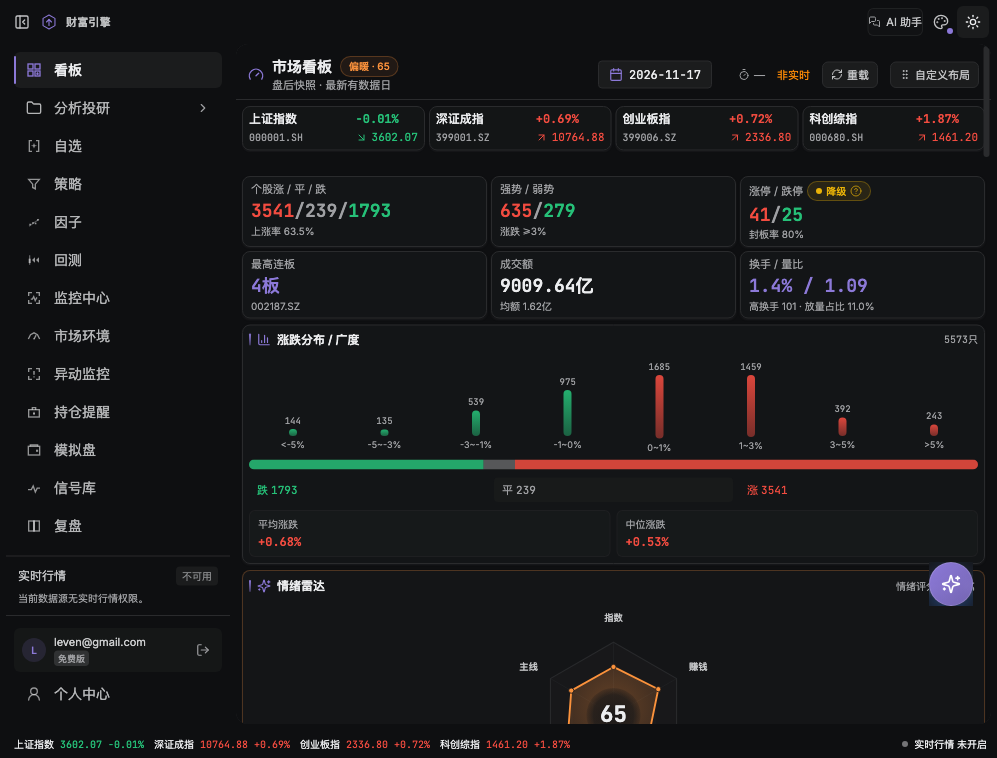 财富引擎
AI 助手
看板
分析投研
自选
策略
因子
回测
监控中心
市场环境
异动监控
持仓提醒
模拟盘
信号库
复盘
实时行情
不可用
当前数据源无实时行情权限。
L
leven@gmail.com
免费版
个人中心
市场看板
偏暖 · 65
盘后快照 · 最新有数据日
2026-11-17
— 非实时
重载
自定义布局
上证指数 -0.01%
000001.SH 3602.07
深证成指 +0.69%
399001.SZ 10764.88
创业板指 +0.72%
399006.SZ 2336.80
科创综指 +1.87%
000680.SH 1461.20
个股涨 / 平 / 跌
3541/239/1793
上涨率 63.5%
强势 / 弱势
635/279
涨跌 ≥3%
涨停 / 跌停 降级 ?
41/25
封板率 80%
最高连板
4板
002187.SZ
成交额
9009.64亿
均额 1.62亿
换手 / 量比
1.4% / 1.09
高换手 101 · 放量占比 11.0%
涨跌分布 / 广度
5573只
144
135
539
975
1685
1459
392
243
<-5%
-5~-3%
-3~-1%
-1~0%
0~1%
1~3%
3~5%
>5%
跌 1793
平 239
涨 3541
平均涨跌
+0.68%
中位涨跌
+0.53%
情绪雷达
情绪评
指数
主线
赚钱
65
上证指数 3602.07 -0.01% 深证成指 10764.88 +0.69% 创业板指 2336.80 +0.72% 科创综指 1461.20 +1.87%
实时行情 未开启